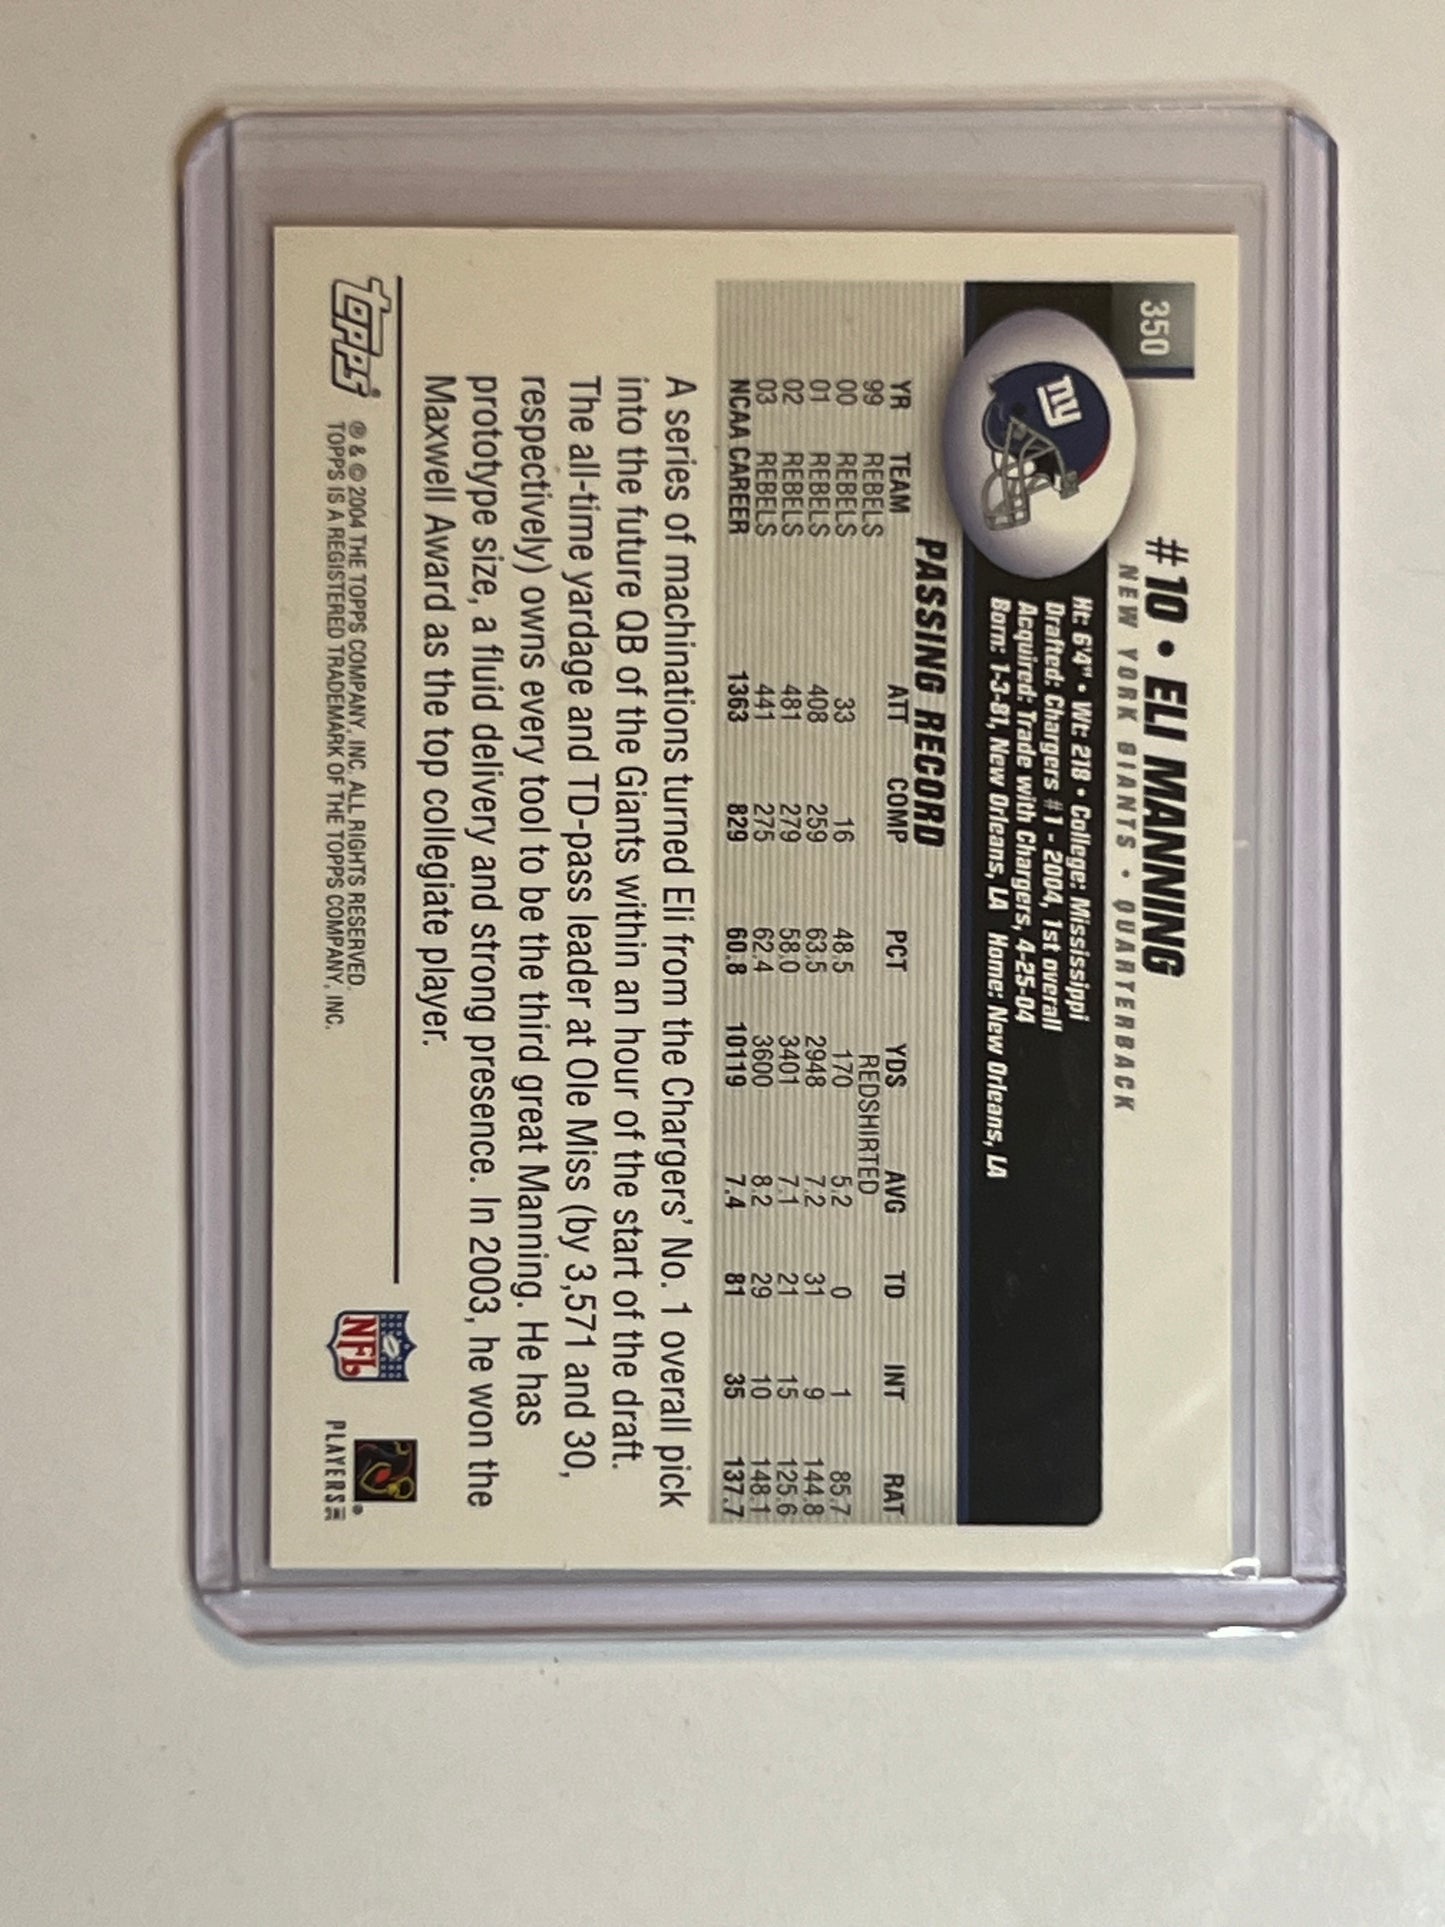 350
#10 • ELI MANNING
NEW YORK GIANTS • QUARTERBACK
ny
Ht: 6'4" • Wt: 218 • College: Mississippi
Drafted: Chargers #1 - 2004, 1st overall
Acquired: Trade with Chargers, 4-25-04
Born: 1-3-81, New Orleans, LA Home: New Orleans, LA
PASSING RECORD
YR TEAM ATT COMP PCT YDS AVG TD INT RAT
99 REBELS REDSHIRTED
00 REBELS 33 16 48.5 170 5.2 0 1 85.7
01 REBELS 408 259 63.5 2948 7.2 31 9 144.8
02 REBELS 481 279 58.0 3401 7.1 21 15 125.6
03 REBELS 441 275 62.4 3600 8.2 29 10 148.1
NCAA CAREER 1363 829 60.8 10119 7.4 81 35 137.7
A series of machinations turned Eli from the Chargers' No. 1 overall pick
into the future QB of the Giants within an hour of the start of the draft.
The all-time yardage and TD-pass leader at Ole Miss (by 3,571 and 30,
respectively) owns every tool to be the third great Manning. He has
prototype size, a fluid delivery and strong presence. In 2003, he won the
Maxwell Award as the top collegiate player.
topps®
® & © 2004 THE TOPPS COMPANY, INC. ALL RIGHTS RESERVED.
TOPPS IS A REGISTERED TRADEMARK OF THE TOPPS COMPANY, INC.
NFL
PLAYERS INC